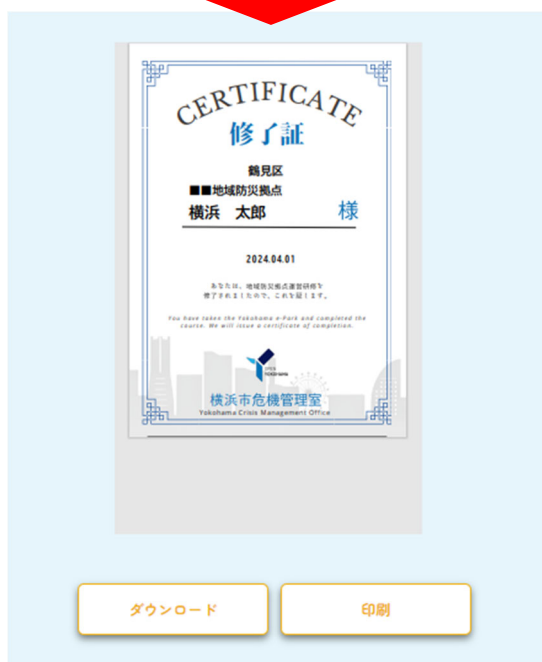 CERTIFICATE
修了証
鶴見区
■■地域防災拠点
横浜 太郎 様
2024.04.01
あなたは、地域防災拠点運営研修を
修了されましたので、これを証します。
You have taken the Yokohama e-Park and completed the
course. We will issue a certificate of completion.
OPEN
YOKOHAMA
横浜市危機管理室
Yokohama Crisis Management Office
ダウンロード
印刷